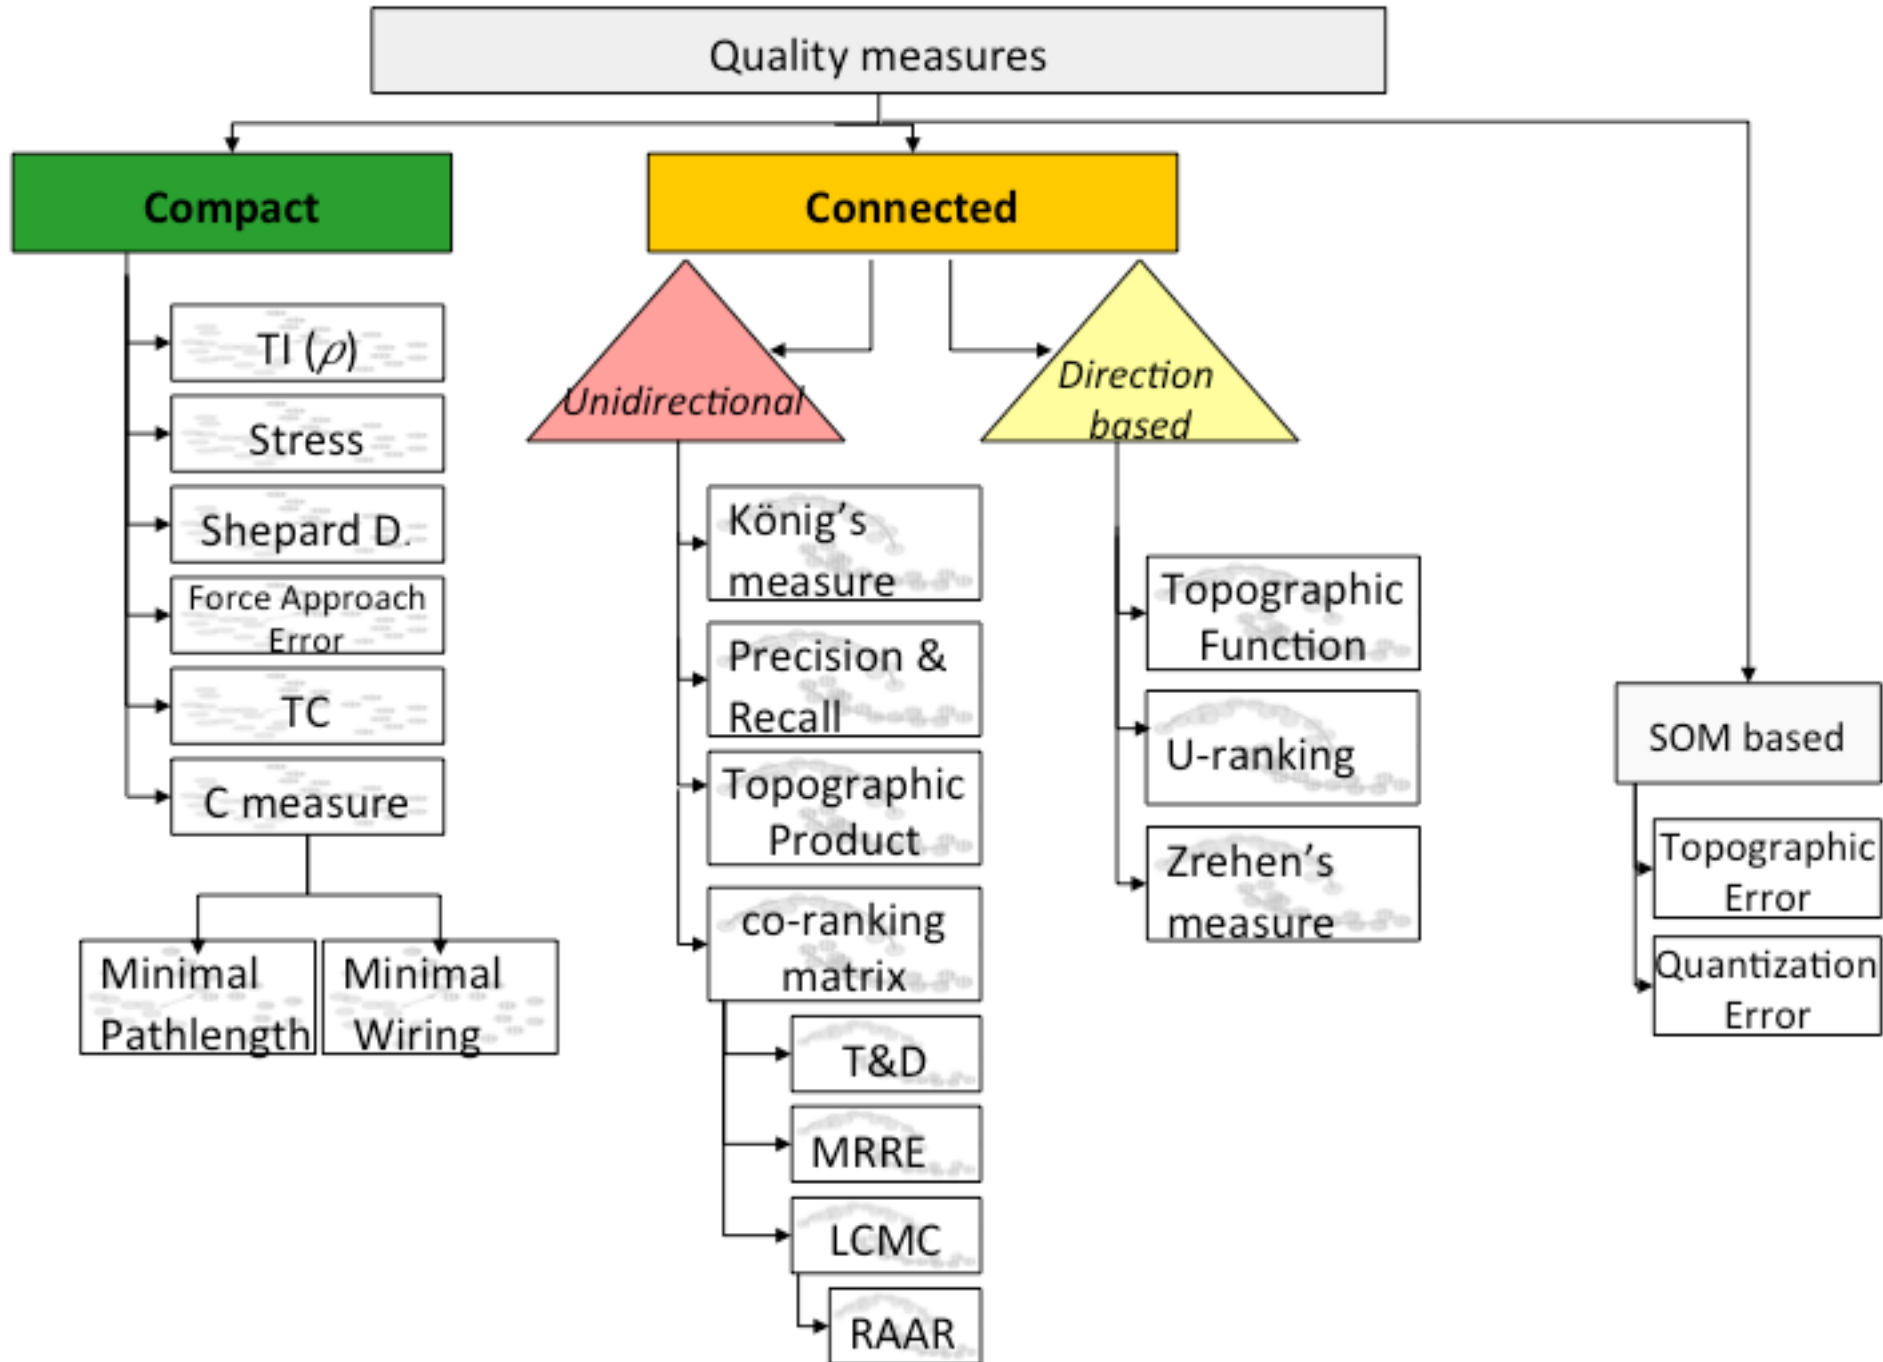 Quality measures
Compact
Connected
TI (ρ)
Stress
Shepard D.
Force Approach
Error
TC
C measure
Minimal
Pathlength
Minimal
Wiring
Unidirectional
König's
measure
Precision &
Recall
Topographic
Product
co-ranking
matrix
T&D
MRRE
LCMC
RAAR
Direction
based
Topographic
Function
U-ranking
Zrehen's
measure
SOM based
Topographic
Error
Quantization
Error